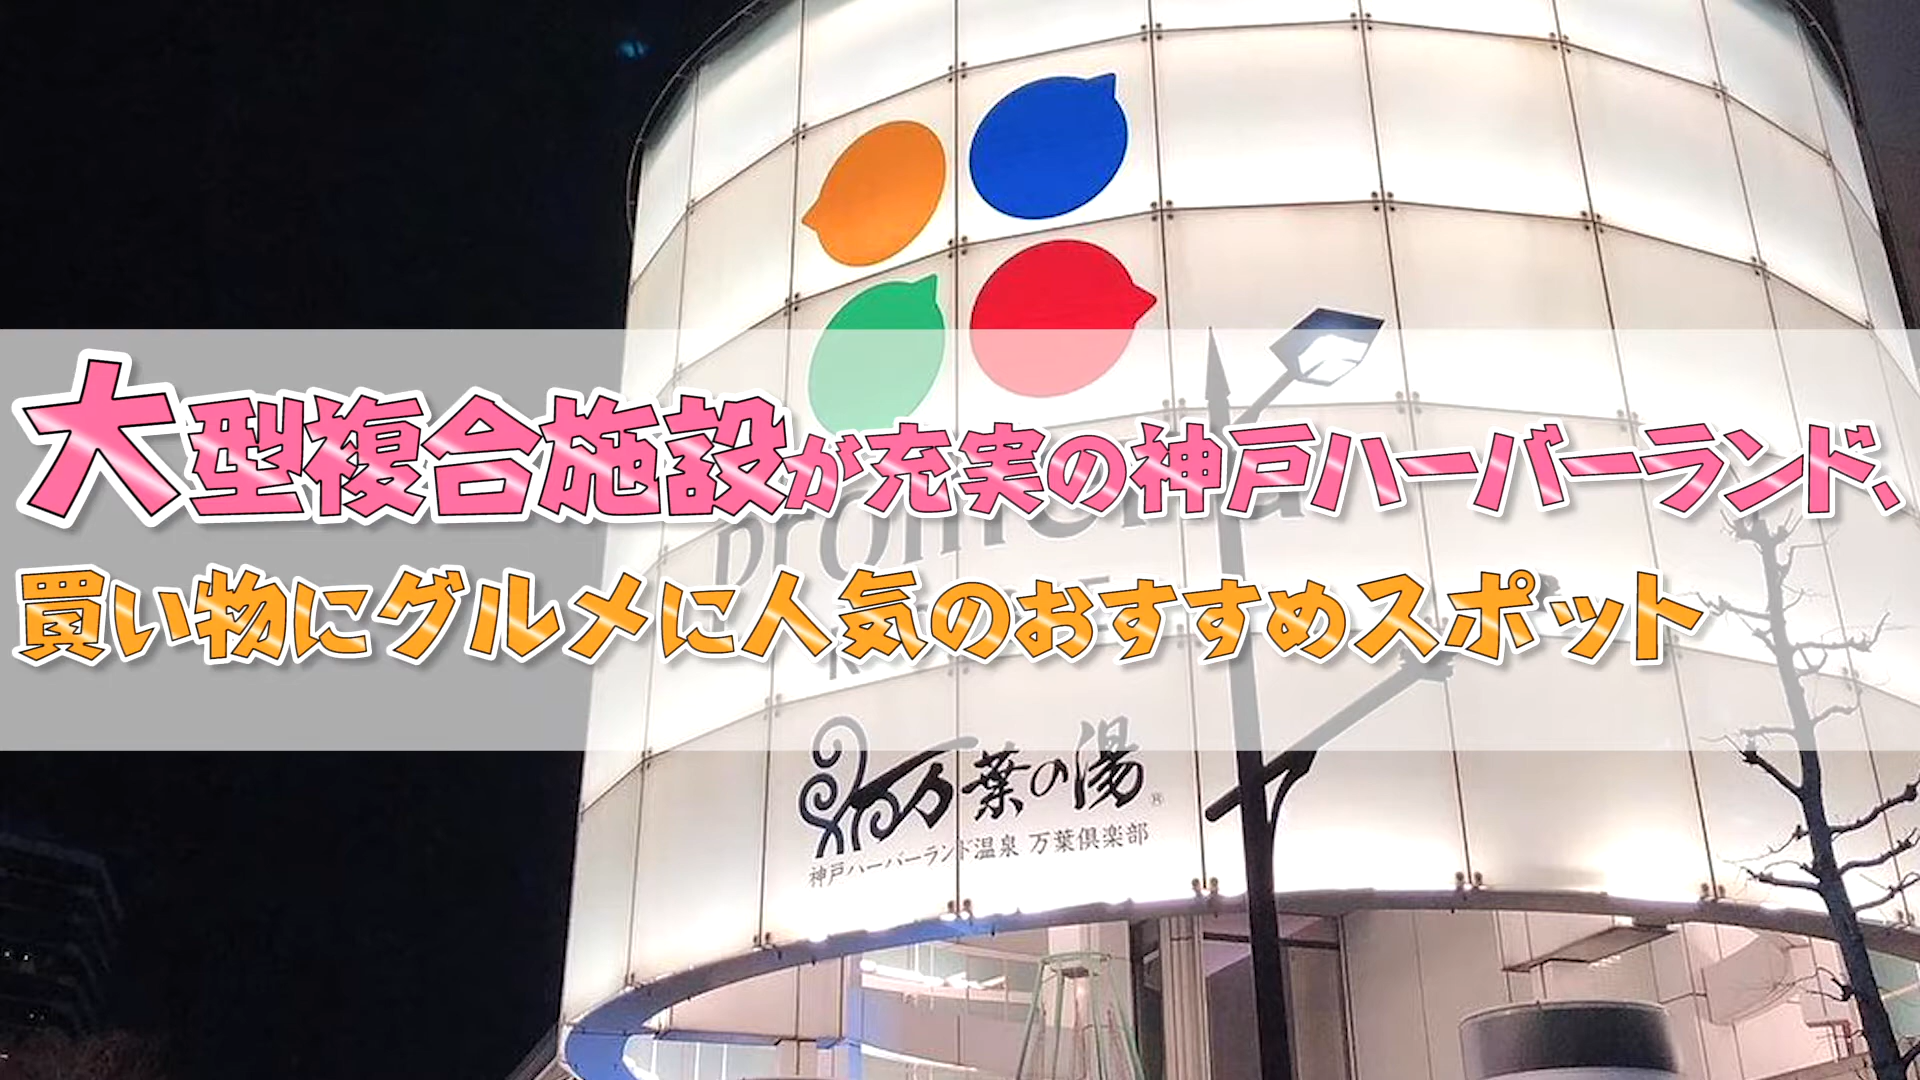 大型複合施設が充実の神戸ハーバーランド、
買い物にグルメに人気のおすすめスポット
万葉の湯®
神戸ハーバーランド温泉 万葉倶楽部